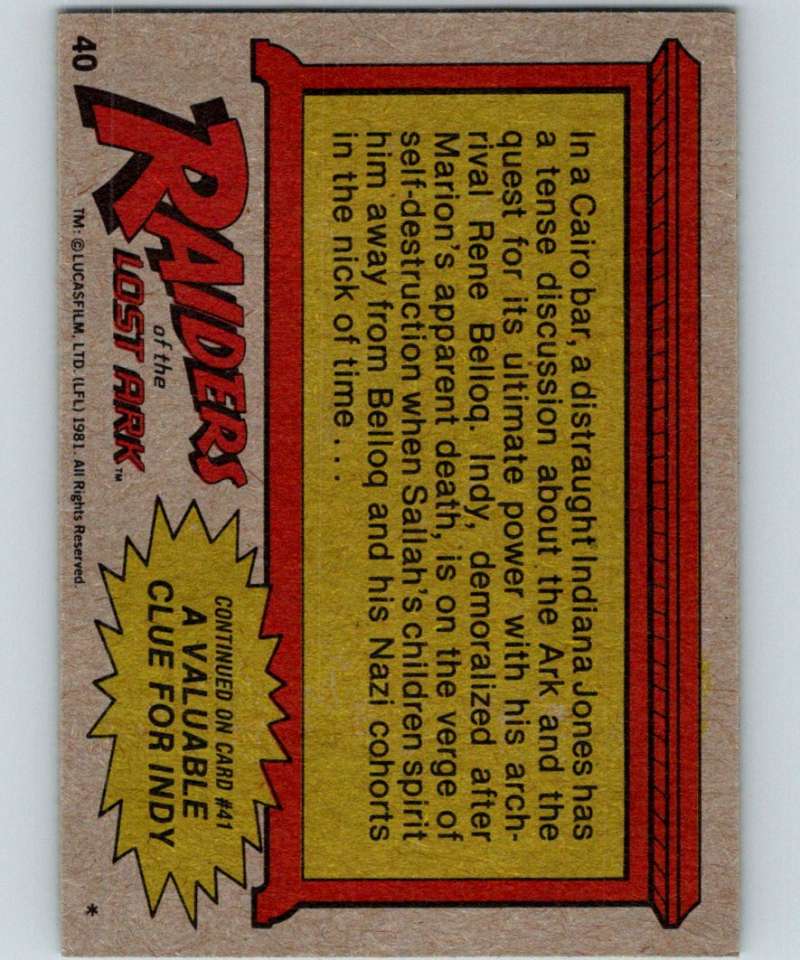 In a Cairo bar, a distraught Indiana Jones has
a tense discussion about the Ark and the
quest for its ultimate power with his arch-
rival Rene Belloq. Indy, demoralized after
Marion's apparent death, is on the verge of
self-destruction when Sallah's children spirit
him away from Belloq and his Nazi cohorts
in the nick of time...
RAIDERS
of the
LOST ARK™
CONTINUED ON CARD #41
A VALUABLE
CLUE FOR INDY
40
TM: ©LUCASFILM, LTD. (LFL) 1981. All Rights Reserved.
*